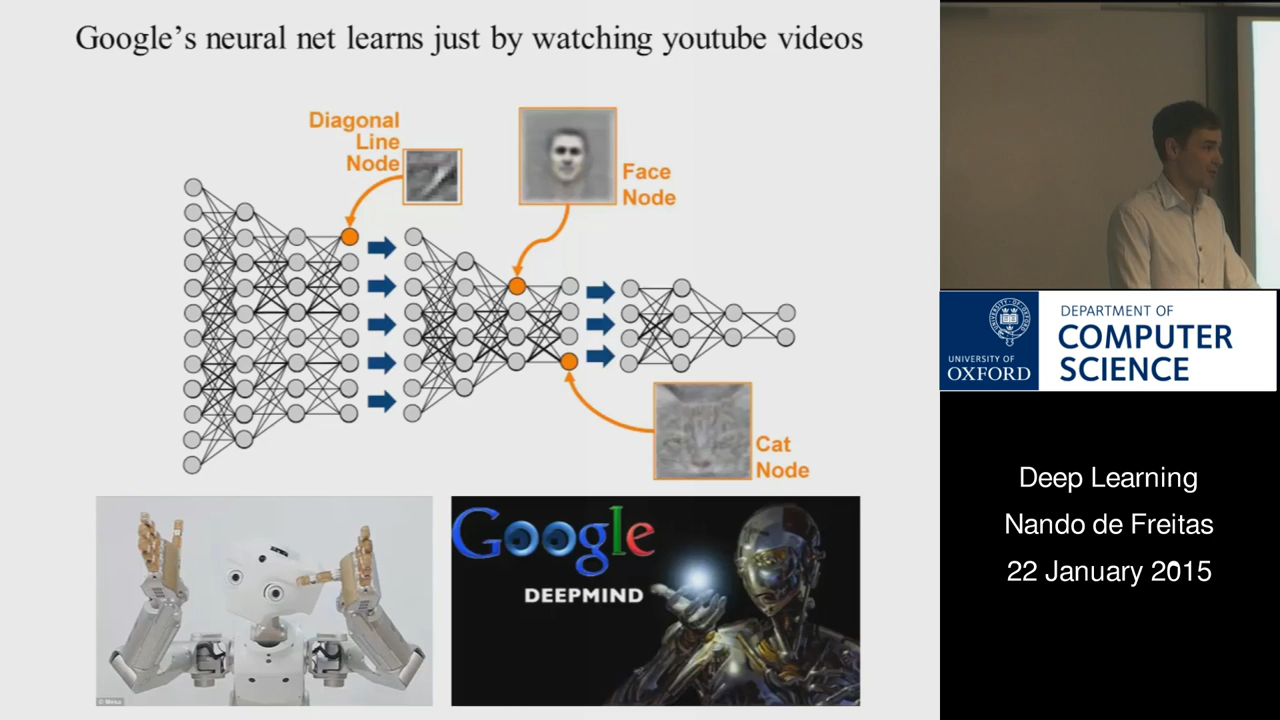 Google's neural net learns just by watching youtube videos
Diagonal
Line
Node
Face
Node
Cat
Node
Google
DEEPMIND
© Meka
UNIVERSITY OF
OXFORD
DEPARTMENT OF
COMPUTER
SCIENCE
Deep Learning
Nando de Freitas
22 January 2015